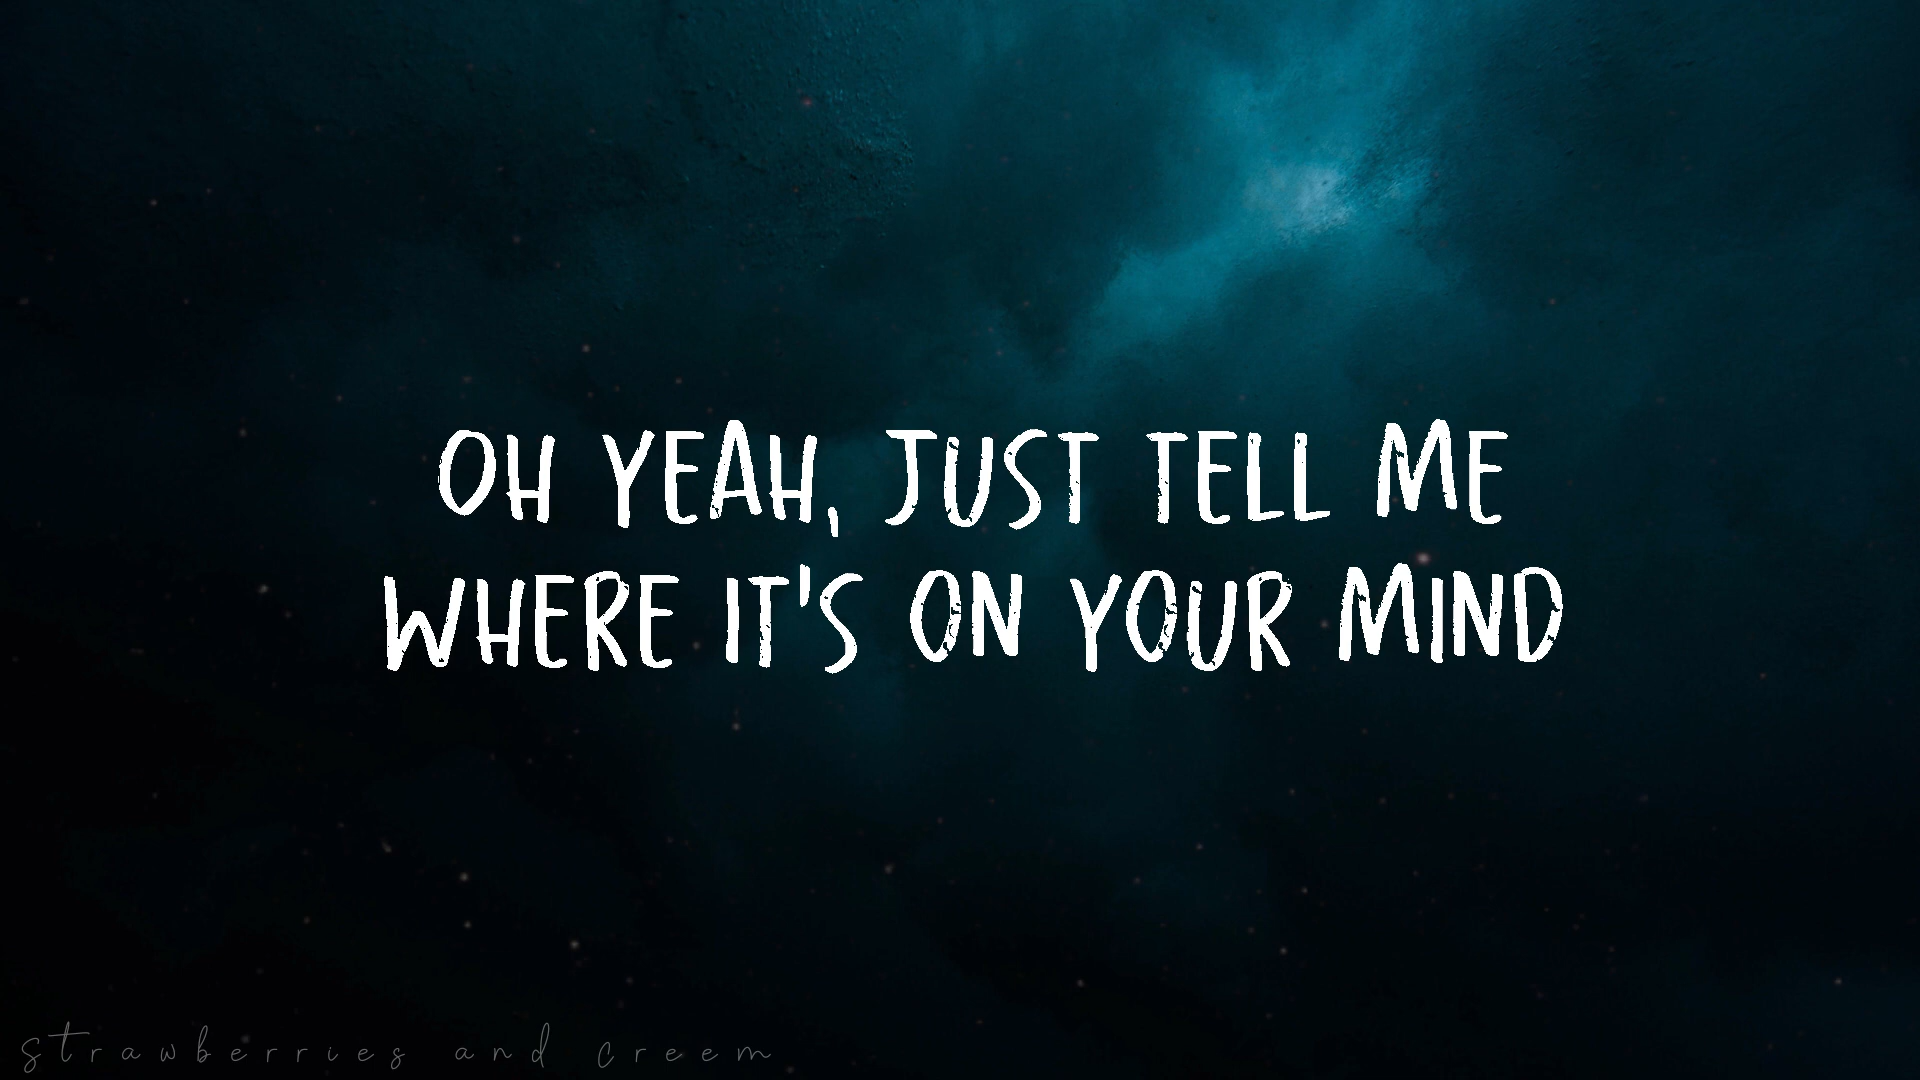 OH YEAH, JUST TELL ME
WHERE IT'S ON YOUR MIND
strawberries and creem